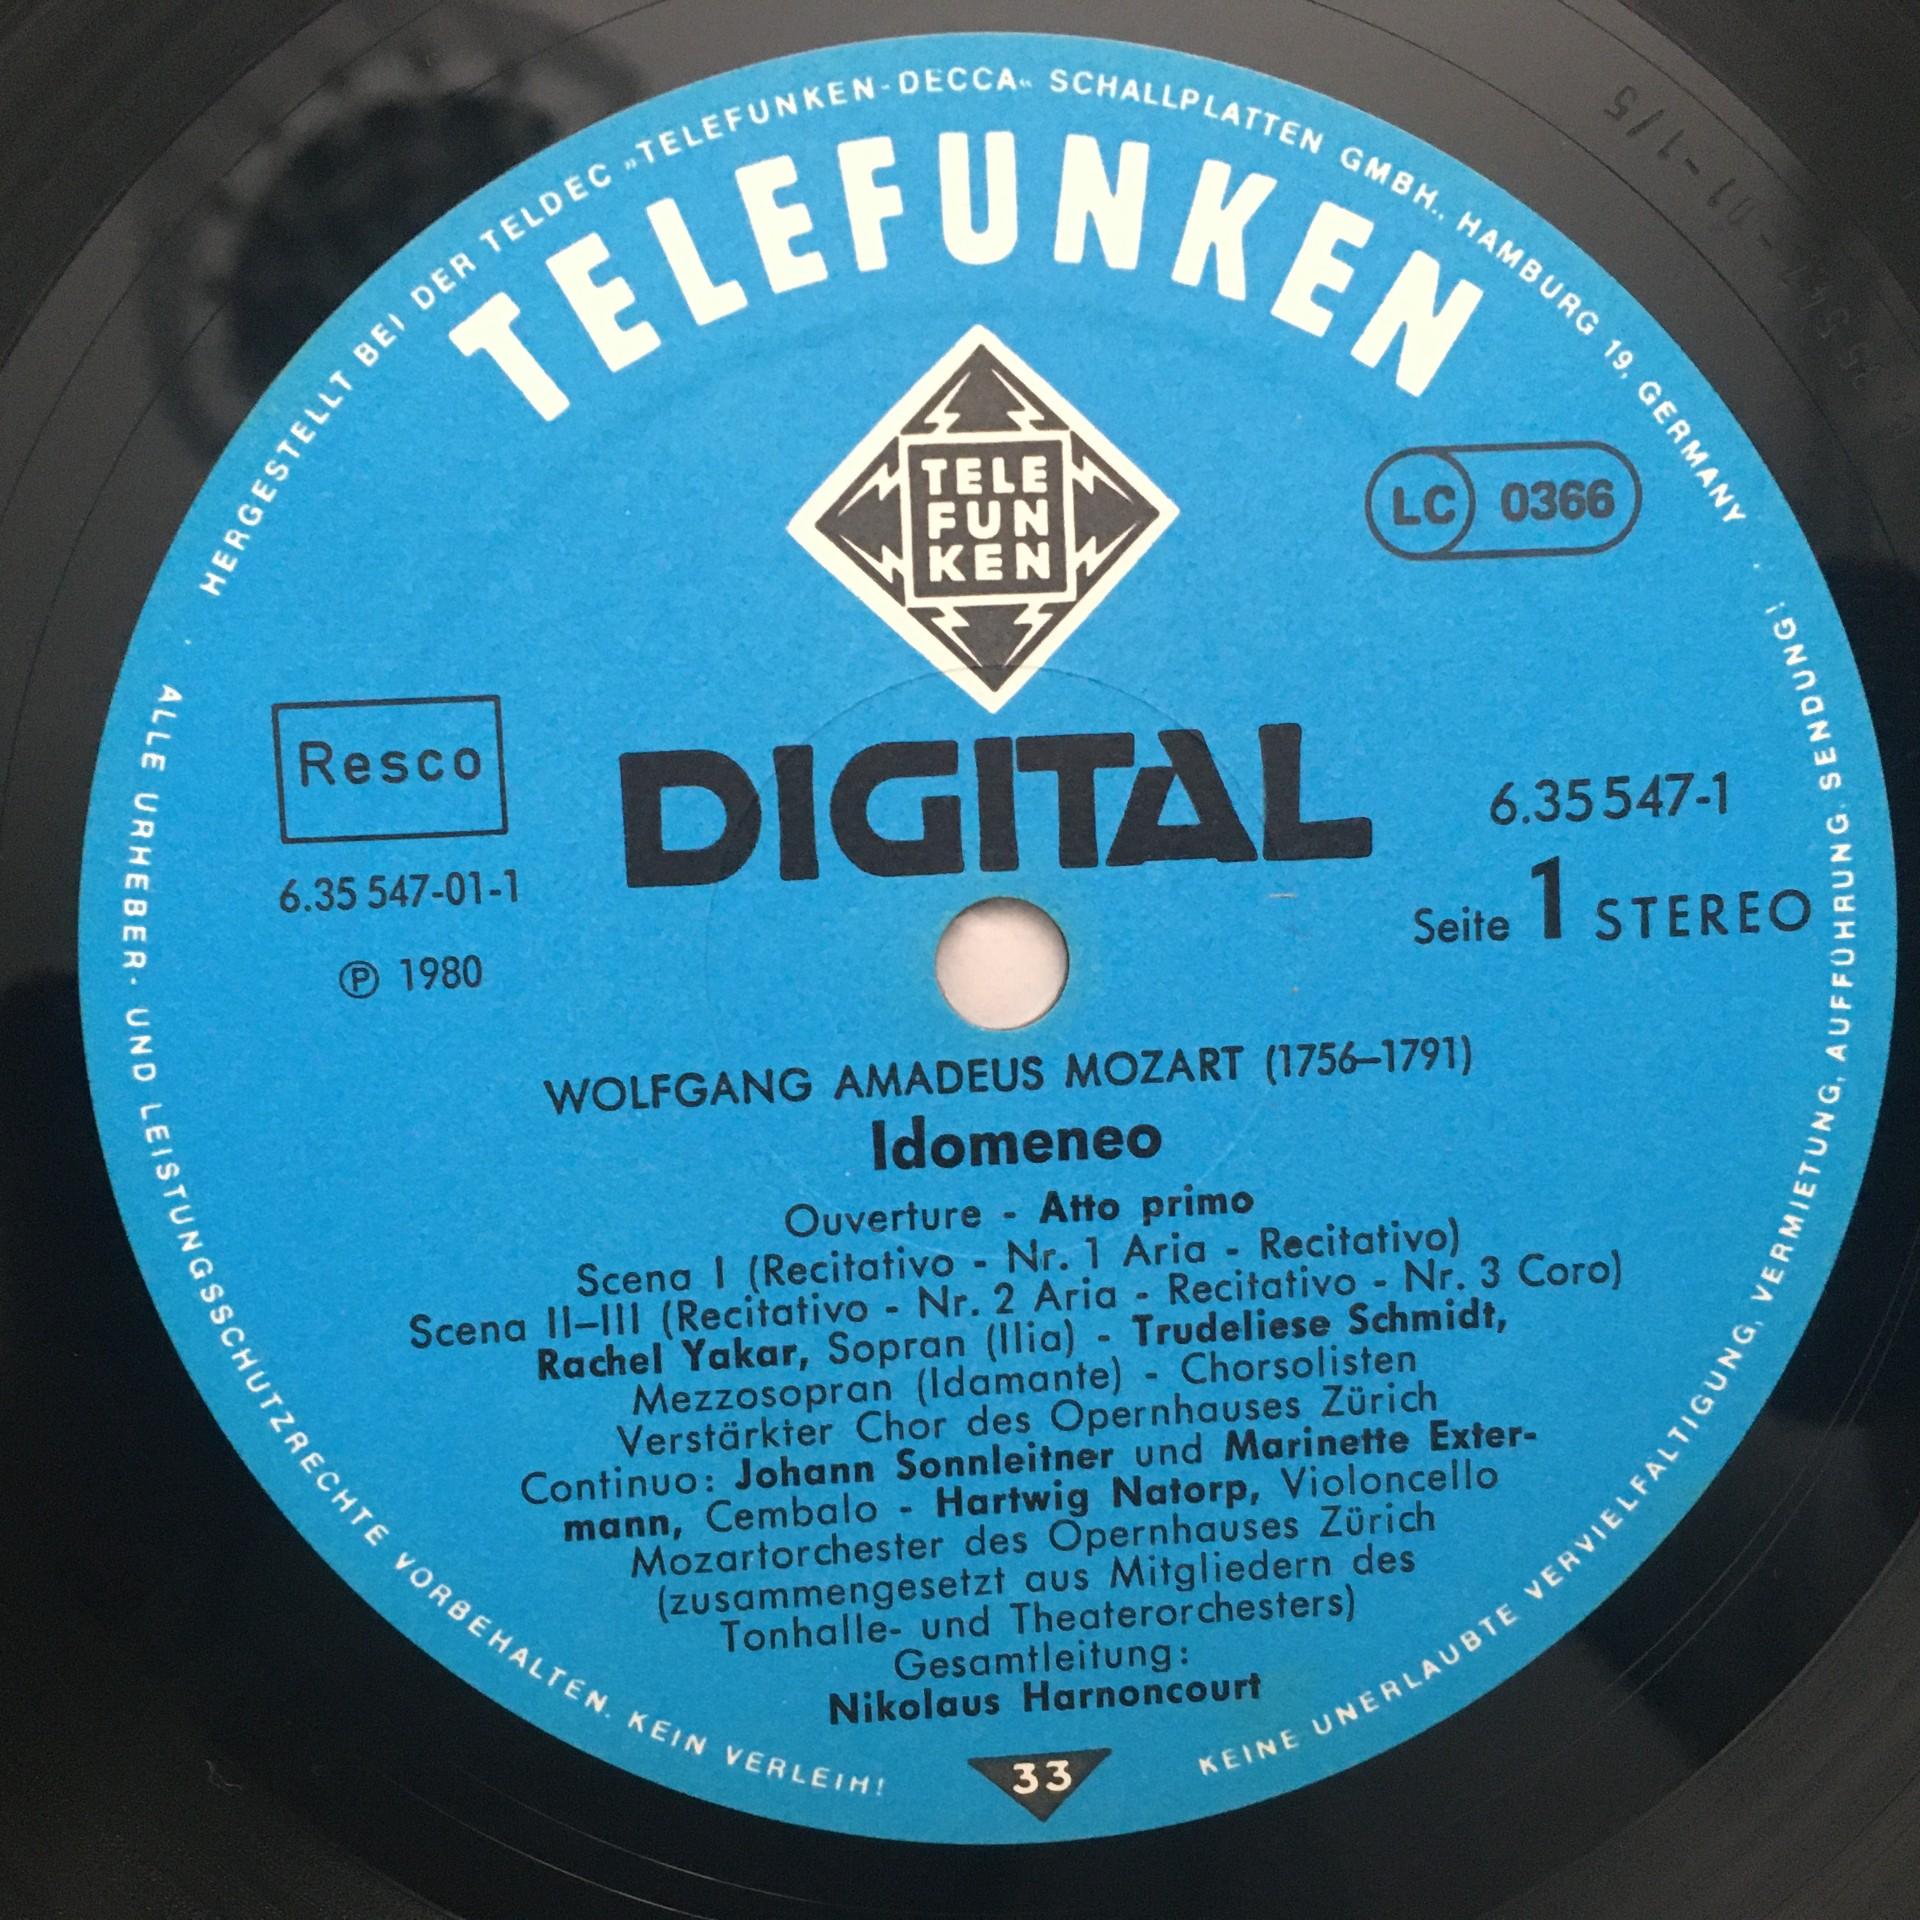 HERGESTELLT BEI DER TELDEC »TELEFUNKEN-DECCA« SCHALLPLATTEN GMBH., HAMBURG 19, GERMANY
TELEFUNKEN
TELE
FUN
KEN
LC 0366
Resco
DIGITAL
6.35547-1
6.35 547-01-1
Seite 1 STEREO
Ⓟ 1980
WOLFGANG AMADEUS MOZART (1756–1791)
Idomeneo
Ouverture - Atto primo
Scena I (Recitativo - Nr. 1 Aria - Recitativo)
Scena II–III (Recitativo - Nr. 2 Aria - Recitativo - Nr. 3 Coro)
Rachel Yakar, Sopran (Ilia) - Trudeliese Schmidt,
Mezzosopran (Idamante) - Chorsolisten
Verstärkter Chor des Opernhauses Zürich
Continuo: Johann Sonnleitner und Marinette Exter-
mann, Cembalo - Hartwig Natorp, Violoncello
Mozartorchester des Opernhauses Zürich
(zusammengesetzt aus Mitgliedern des
Tonhalle- und Theaterorchesters)
Gesamtleitung:
Nikolaus Harnoncourt
33
ALLE URHEBER- UND LEISTUNGSSCHUTZRECHTE VORBEHALTEN. KEIN VERLEIH!
KEINE UNERLAUBTE VERVIELFALTIGUNG, VERMIETUNG, AUFFÜHRUNG, SENDUNG!